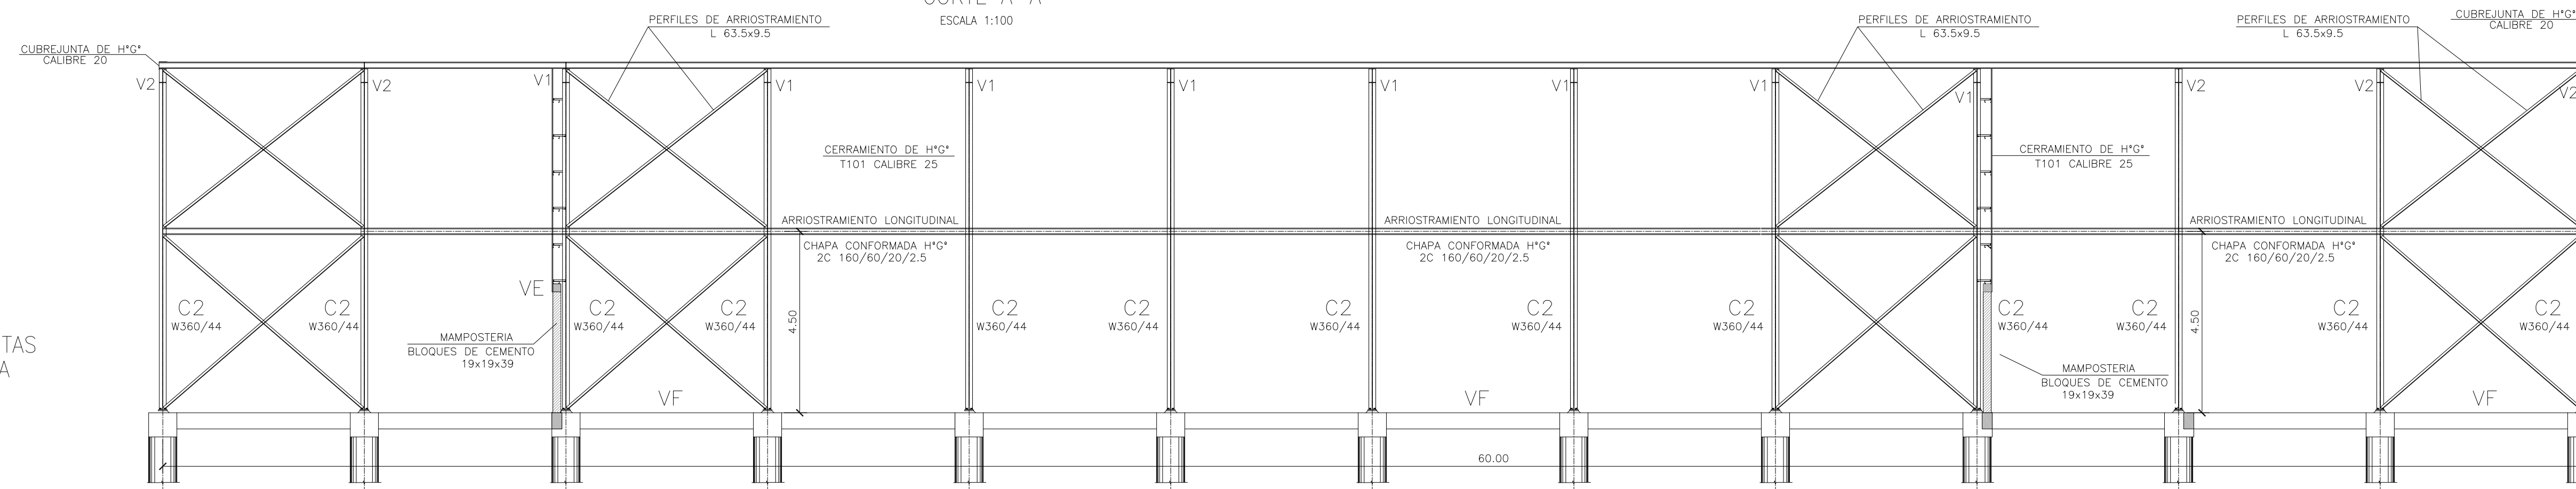 ESCALA 1:100
PERFILES DE ARRIOSTRAMIENTO
L 63.5x9.5
PERFILES DE ARRIOSTRAMIENTO
L 63.5x9.5
PERFILES DE ARRIOSTRAMIENTO
L 63.5x9.5
CUBREJUNTA DE H°G°
CALIBRE 20
CUBREJUNTA DE H°G°
CALIBRE 20
V2
V2
V1
V1
V1
V1
V1
V1
V1
V1
V2
V2
V2
CERRAMIENTO DE H°G°
T101 CALIBRE 25
CERRAMIENTO DE H°G°
T101 CALIBRE 25
ARRIOSTRAMIENTO LONGITUDINAL
CHAPA CONFORMADA H°G°
2C 160/60/20/2.5
ARRIOSTRAMIENTO LONGITUDINAL
CHAPA CONFORMADA H°G°
2C 160/60/20/2.5
ARRIOSTRAMIENTO LONGITUDINAL
CHAPA CONFORMADA H°G°
2C 160/60/20/2.5
VE
C2
W360/44
C2
W360/44
C2
W360/44
C2
W360/44
C2
W360/44
C2
W360/44
C2
W360/44
C2
W360/44
C2
W360/44
C2
W360/44
C2
W360/44
C2
W360/44
C2
W360/44
4.50
4.50
TAS
A
MAMPOSTERIA
BLOQUES DE CEMENTO
19x19x39
MAMPOSTERIA
BLOQUES DE CEMENTO
19x19x39
VF
VF
VF
60.00